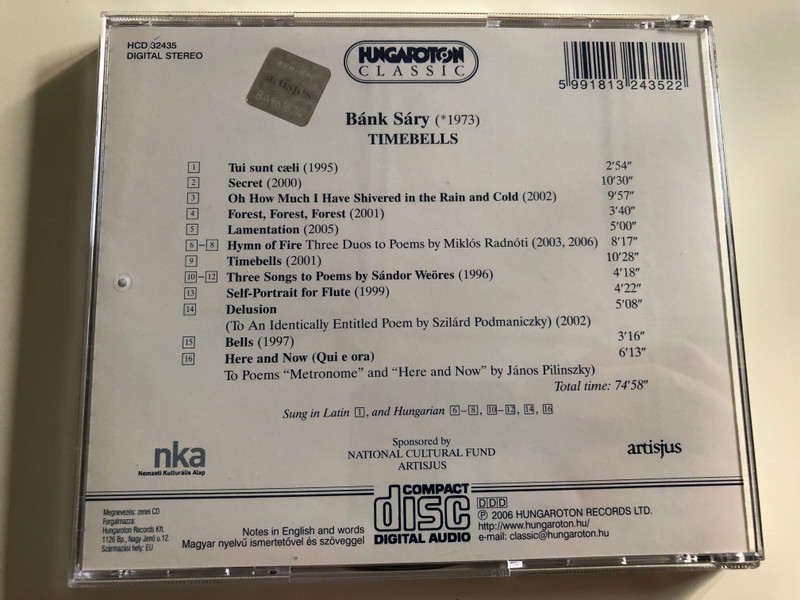 HCD 32435
DIGITAL STEREO
HUNGAROTON
CLASSIC
5 991813 243522
Bánk Sáry (*1973)
TIMEBELLS
1 Tui sunt cæli (1995) 2′54″
2 Secret (2000) 10′30″
3 Oh How Much I Have Shivered in the Rain and Cold (2002) 9′57″
4 Forest, Forest, Forest (2001) 3′40″
5 Lamentation (2005) 5′00″
6–8 Hymn of Fire Three Duos to Poems by Miklós Radnóti (2003, 2006) 8′17″
9 Timebells (2001) 10′28″
10–12 Three Songs to Poems by Sándor Weöres (1996) 4′18″
13 Self-Portrait for Flute (1999) 4′22″
14 Delusion 5′08″
(To An Identically Entitled Poem by Szilárd Podmaniczky) (2002)
15 Bells (1997) 3′16″
16 Here and Now (Qui e ora) 6′13″
To Poems “Metronome” and “Here and Now” by János Pilinszky)
Total time: 74′58″
Sung in Latin 1, and Hungarian 6–8, 10–12, 14, 16
nka
Nemzeti Kulturális Alap
Sponsored by
NATIONAL CULTURAL FUND
ARTISJUS
artisjus
Megnevezés: zenei CD
Forgalmazza:
Hungaroton Records Kft.
1126 Bp., Nagy Jenő u.12.
Származási hely: EU
Notes in English and words
Magyar nyelvű ismertetővel és szöveggel
COMPACT
disc
DIGITAL AUDIO
DDD
℗ 2006 HUNGAROTON RECORDS LTD.
http://www.hungaroton.hu/
e-mail: classic@hungaroton.hu